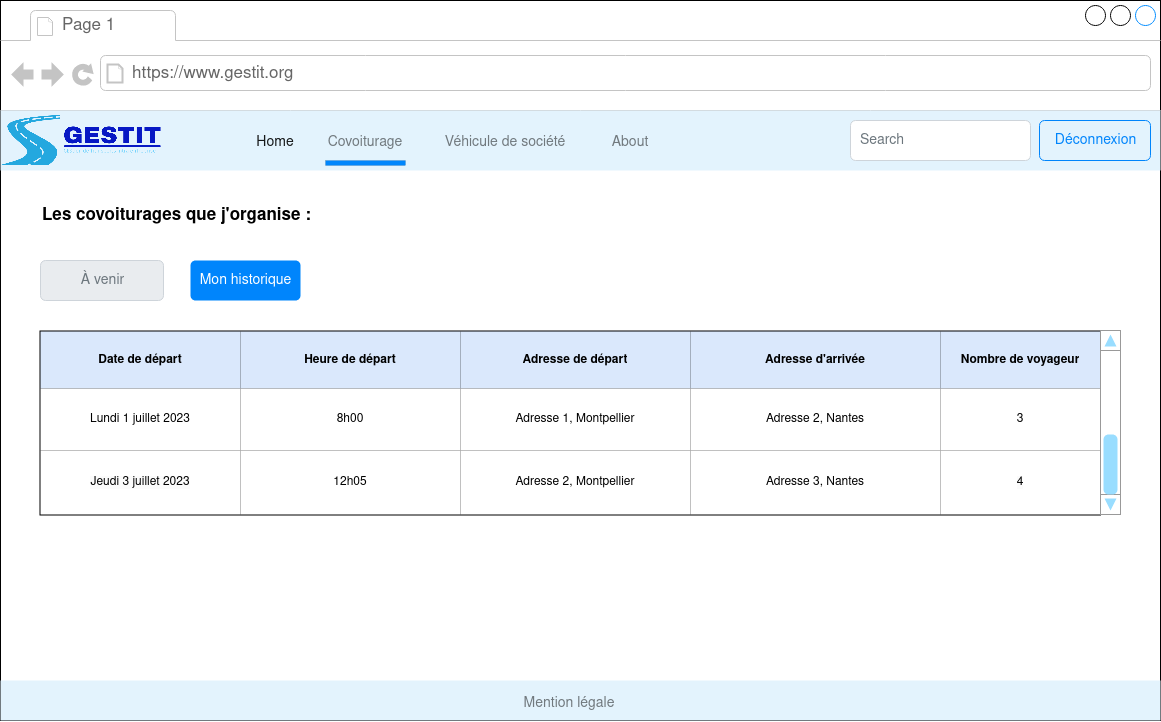 Page 1
https://www.gestit.org
GESTIT
Home Covoiturage Véhicule de société About Search Déconnexion
Les covoiturages que j'organise :
À venir Mon historique
Date de départ Heure de départ Adresse de départ Adresse d'arrivée Nombre de voyageur
Lundi 1 juillet 2023 8h00 Adresse 1, Montpellier Adresse 2, Nantes 3
Jeudi 3 juillet 2023 12h05 Adresse 2, Montpellier Adresse 3, Nantes 4
Mention légale